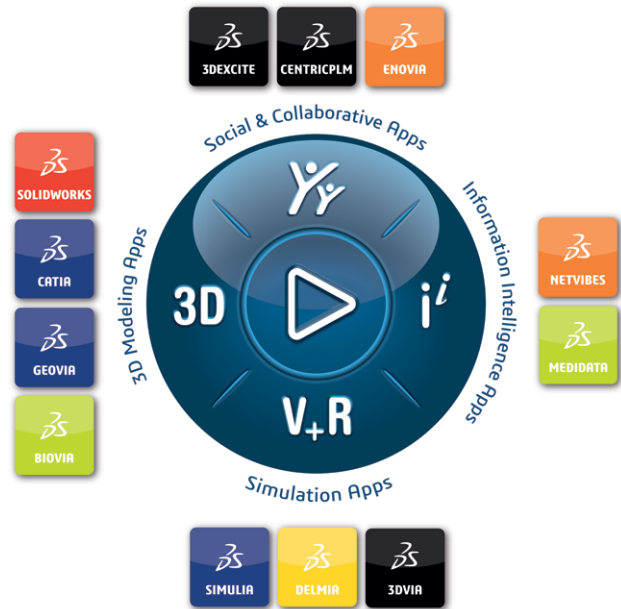 3DEXCITE
CENTRICPLM
ENOVIA
Social & Collaborative Apps
SOLIDWORKS
CATIA
GEOVIA
BIOVIA
3D Modeling Apps
3D
i i
V+R
Information Intelligence Apps
NETVIBES
MEDIDATA
Simulation Apps
SIMULIA
DELMIA
3DVIA